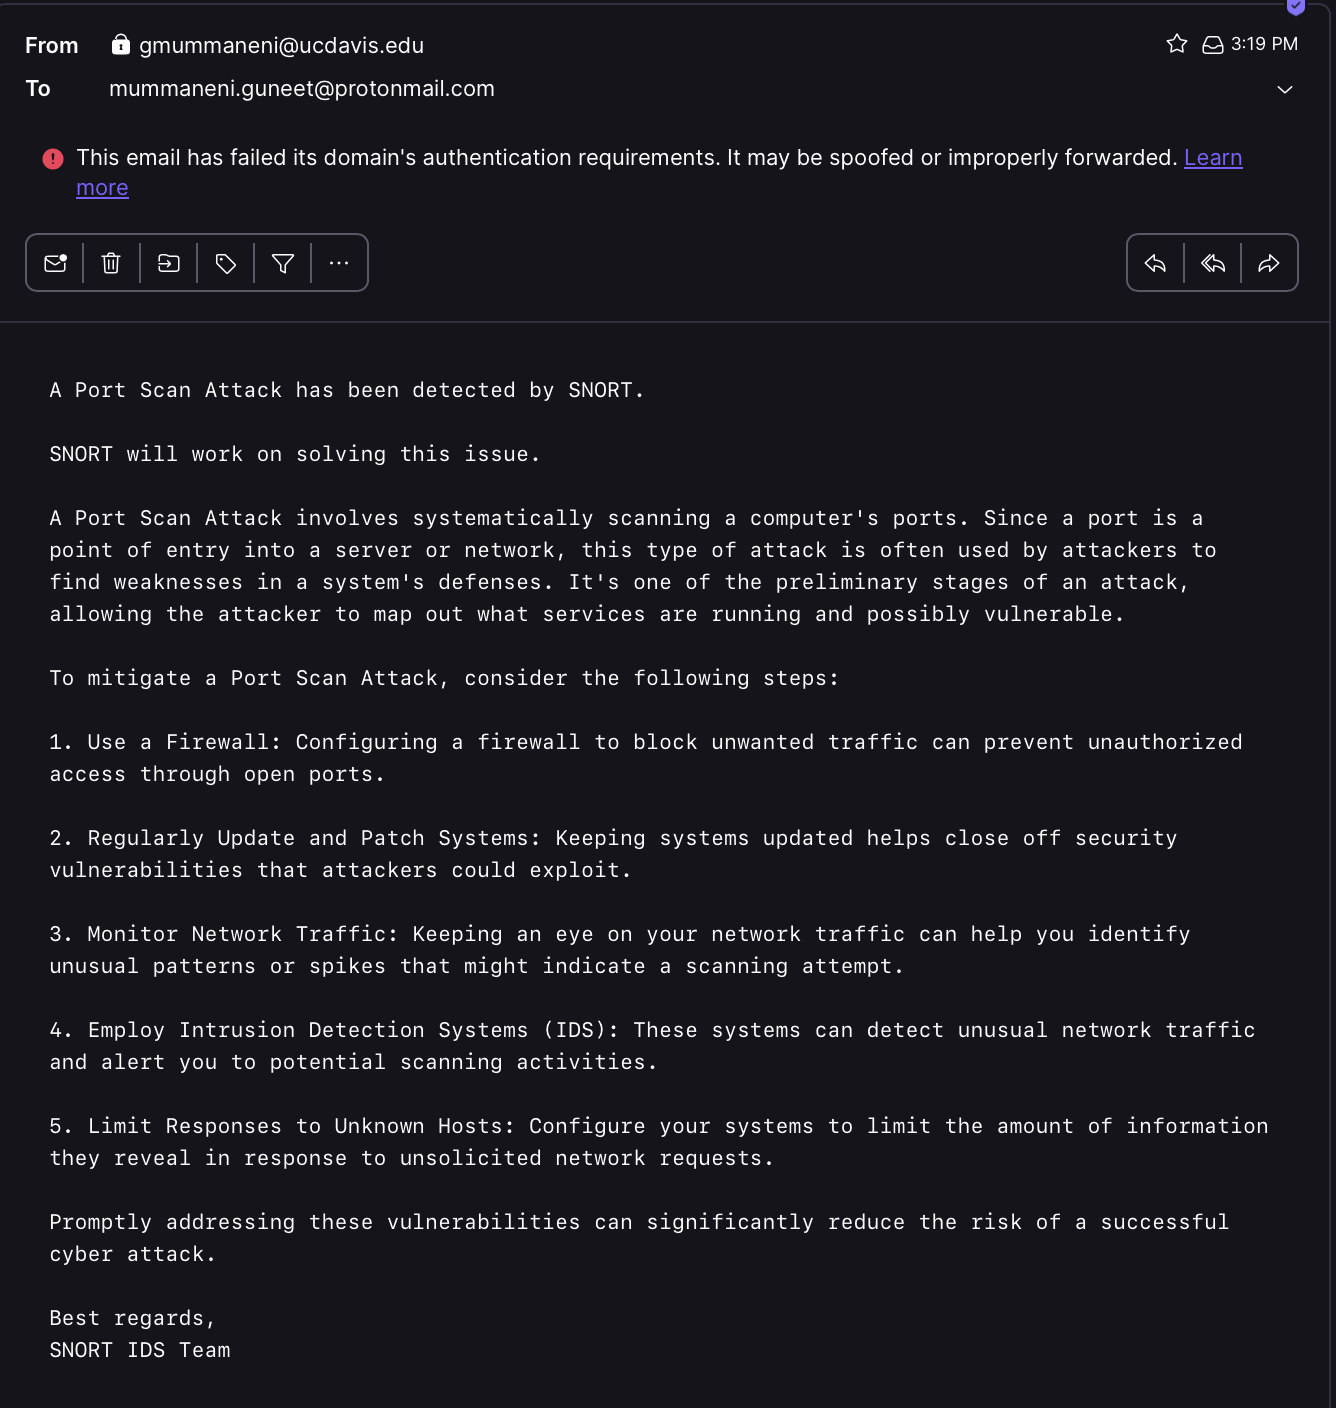 From gmummaneni@ucdavis.edu 3:19 PM
To mummaneni.guneet@protonmail.com
This email has failed its domain's authentication requirements. It may be spoofed or improperly forwarded. Learn
more
A Port Scan Attack has been detected by SNORT.
SNORT will work on solving this issue.
A Port Scan Attack involves systematically scanning a computer's ports. Since a port is a
point of entry into a server or network, this type of attack is often used by attackers to
find weaknesses in a system's defenses. It's one of the preliminary stages of an attack,
allowing the attacker to map out what services are running and possibly vulnerable.
To mitigate a Port Scan Attack, consider the following steps:
1. Use a Firewall: Configuring a firewall to block unwanted traffic can prevent unauthorized
access through open ports.
2. Regularly Update and Patch Systems: Keeping systems updated helps close off security
vulnerabilities that attackers could exploit.
3. Monitor Network Traffic: Keeping an eye on your network traffic can help you identify
unusual patterns or spikes that might indicate a scanning attempt.
4. Employ Intrusion Detection Systems (IDS): These systems can detect unusual network traffic
and alert you to potential scanning activities.
5. Limit Responses to Unknown Hosts: Configure your systems to limit the amount of information
they reveal in response to unsolicited network requests.
Promptly addressing these vulnerabilities can significantly reduce the risk of a successful
cyber attack.
Best regards,
SNORT IDS Team